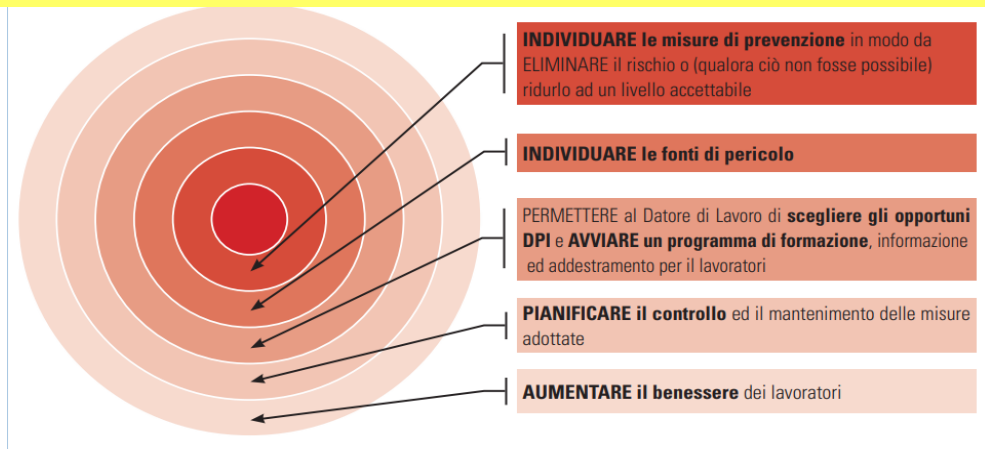 INDIVIDUARE le misure di prevenzione in modo da
ELIMINARE il rischio o (qualora ciò non fosse possibile)
ridurlo ad un livello accettabile
INDIVIDUARE le fonti di pericolo
PERMETTERE al Datore di Lavoro di scegliere gli opportuni
DPI e AVVIARE un programma di formazione, informazione
ed addestramento per il lavoratori
PIANIFICARE il controllo ed il mantenimento delle misure
adottate
AUMENTARE il benessere dei lavoratori